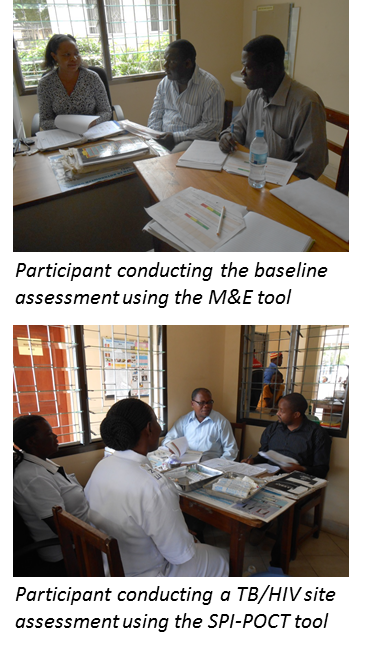 Participant conducting the baseline
assessment using the M&E tool
Participant conducting a TB/HIV site
assessment using the SPI-POCT tool